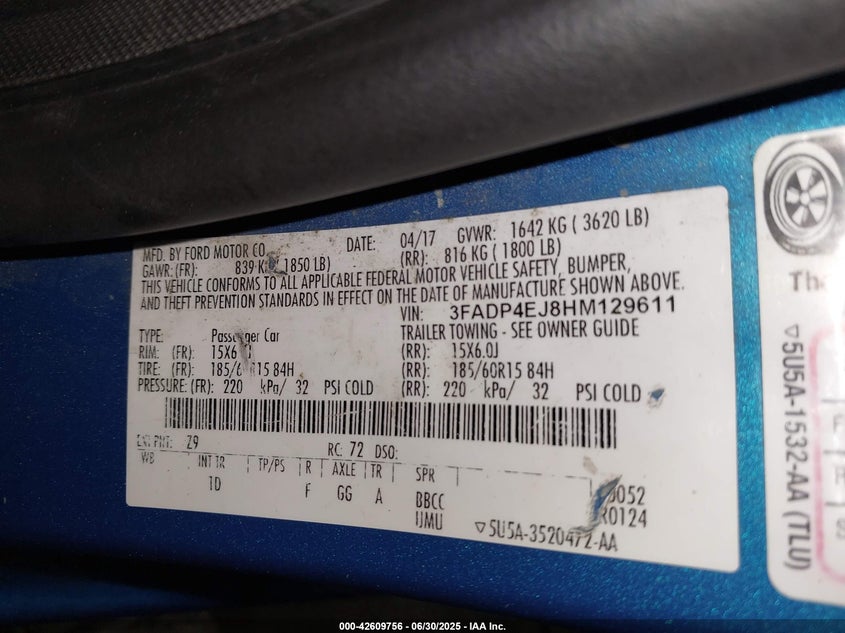 MFD. BY FORD MOTOR CO.
DATE: 04/17 GVWR: 1642 KG ( 3620 LB)
GAWR: (FR): 839 K 1850 LB) (RR): 816 KG ( 1800 LB)
THIS VEHICLE CONFORMS TO ALL APPLICABLE FEDERAL MOTOR VEHICLE SAFETY, BUMPER,
AND THEFT PREVENTION STANDARDS IN EFFECT ON THE DATE OF MANUFACTURE SHOWN ABOVE.
VIN: 3FADP4EJ8HM129611
TYPE: Passenger Car TRAILER TOWING - SEE OWNER GUIDE
RIM: (FR): 15X6. J (RR): 15X6.0J
TIRE: (FR): 185/6 R15 84H (RR): 185/60R15 84H
PRESSURE: (FR): 220 kPa/ 32 PSI COLD (RR): 220 kPa/ 32 PSI COLD
EXT PNT: Z9 RC: 72 DSO:
WB INT TR TP/PS R AXLE TR SPR
1D F GG A BBCC
UMU
0052
R0124
▽5U5A-3520472-AA
▽5U5A-1532-AA (TLU)
000-42609756 - 06/30/2025 - IAA Inc.